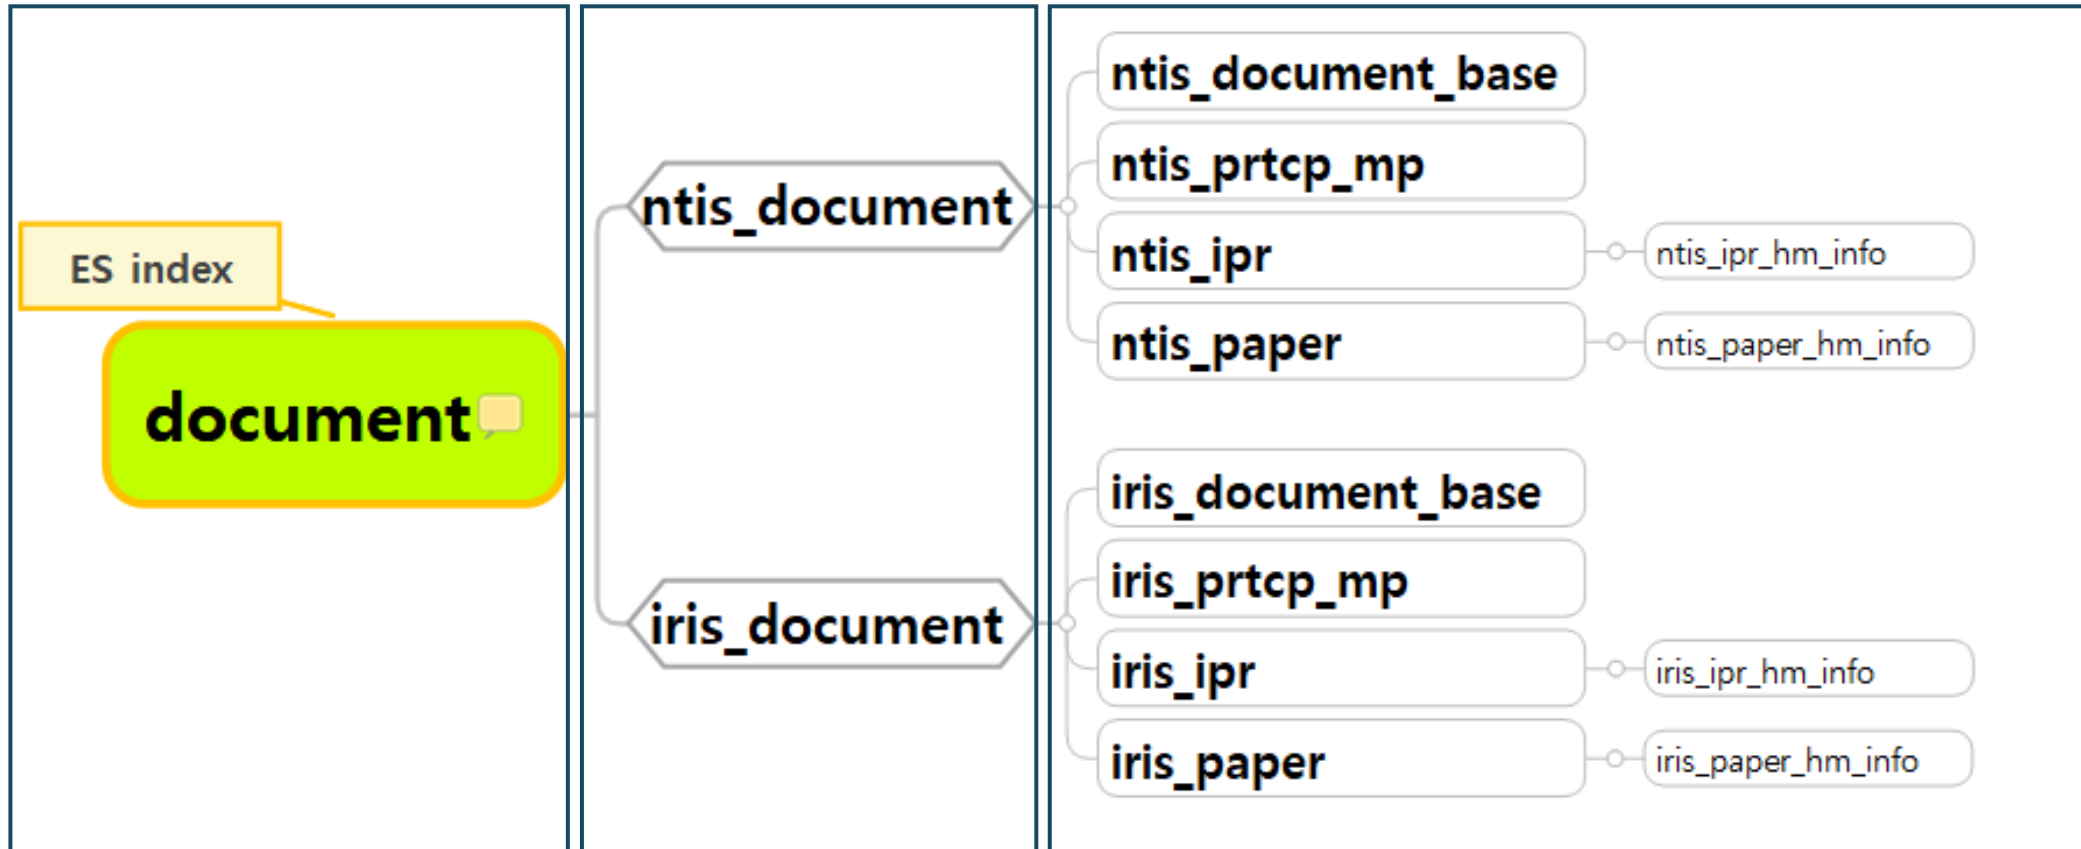 ES index
document
ntis_document
ntis_document_base
ntis_prtcp_mp
ntis_ipr
ntis_ipr_hm_info
ntis_paper
ntis_paper_hm_info
iris_document
iris_document_base
iris_prtcp_mp
iris_ipr
iris_ipr_hm_info
iris_paper
iris_paper_hm_info